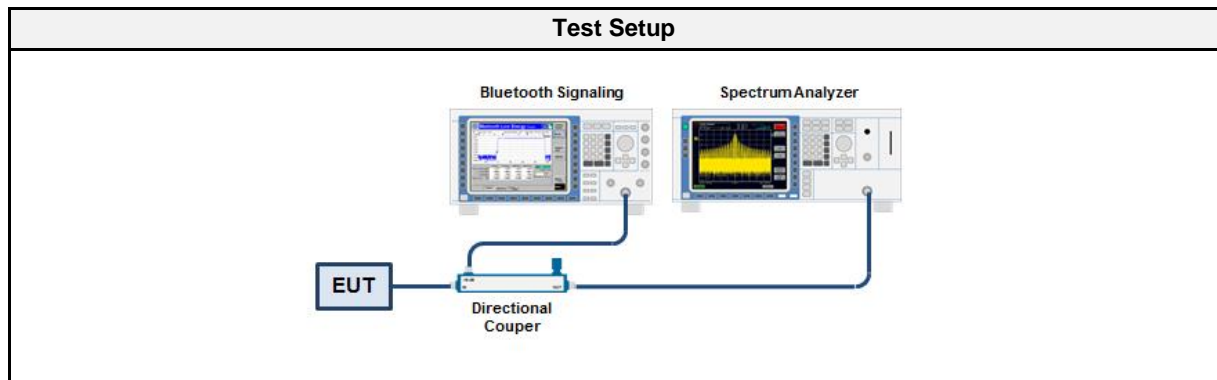 Test Setup
Bluetooth Signaling
Spectrum Analyzer
EUT
Directional
Couper